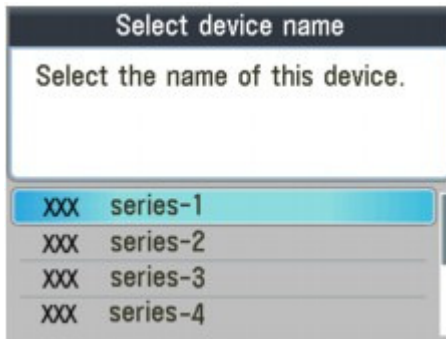 Select device name
Select the name of this device.
XXX series-1
XXX series-2
XXX series-3
XXX series-4